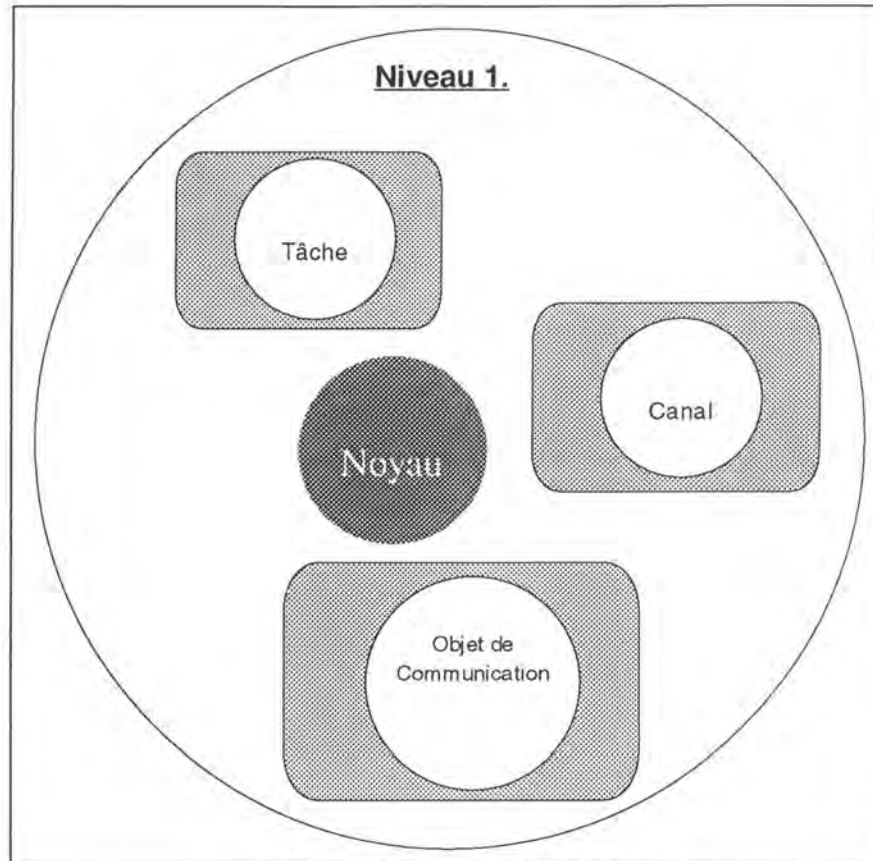 Niveau 1.
Tâche
Canal
Noyau
Objet de
Communication